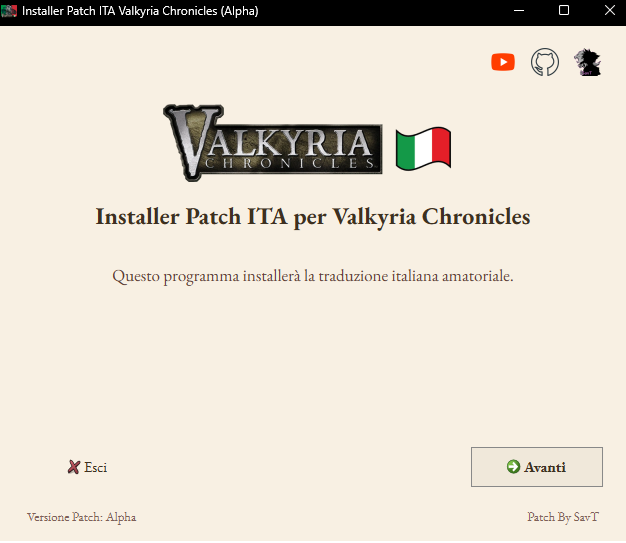 Installer Patch ITA Valkyria Chronicles (Alpha)
VALKYRIA
CHRONICLES
Installer Patch ITA per Valkyria Chronicles
Questo programma installerà la traduzione italiana amatoriale.
Esci
Avanti
Versione Patch: Alpha
Patch By SavT